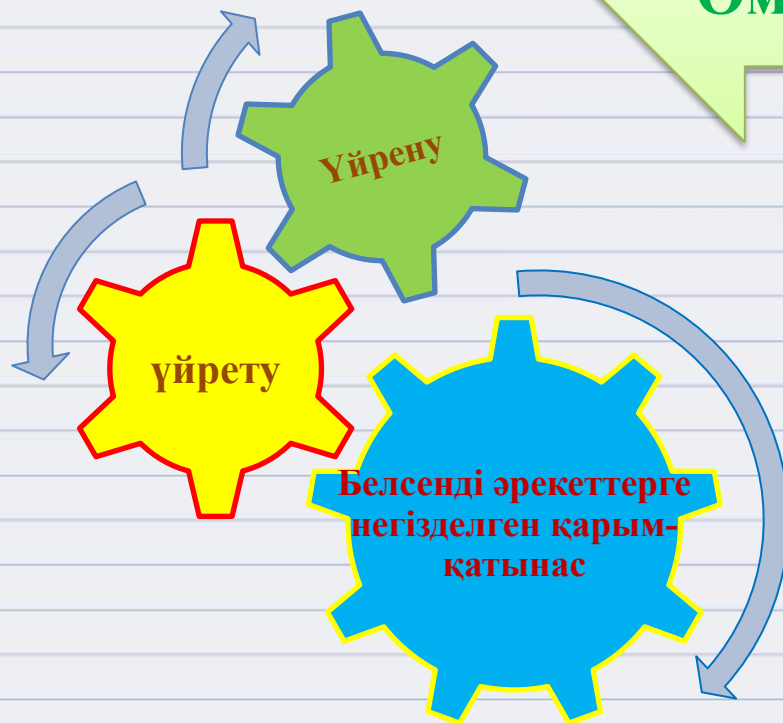 Үйрену
үйрету
Белсенді әрекеттерге
негізделген қарым-
қатынас